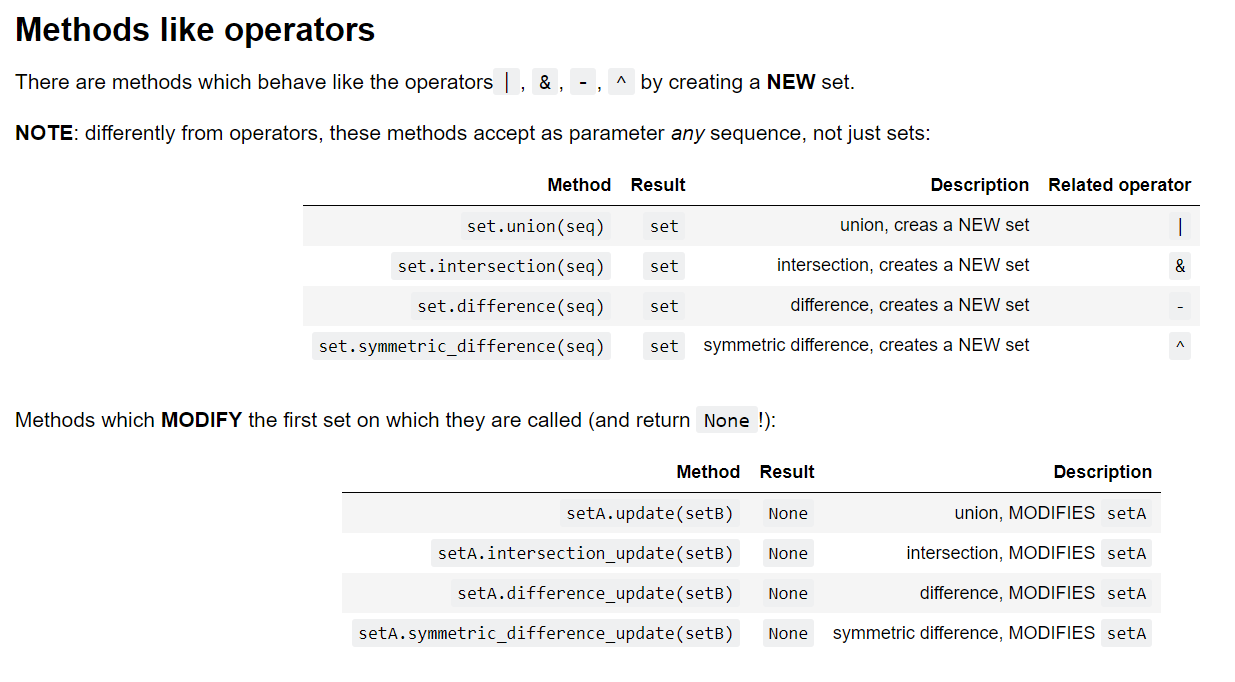 Methods like operators
There are methods which behave like the operators | , & , - , ^ by creating a NEW set.
NOTE: differently from operators, these methods accept as parameter any sequence, not just sets:
Method Result Description Related operator
set.union(seq) set union, creas a NEW set |
set.intersection(seq) set intersection, creates a NEW set &
set.difference(seq) set difference, creates a NEW set -
set.symmetric_difference(seq) set symmetric difference, creates a NEW set ^
Methods which MODIFY the first set on which they are called (and return None !):
Method Result Description
setA.update(setB) None union, MODIFIES setA
setA.intersection_update(setB) None intersection, MODIFIES setA
setA.difference_update(setB) None difference, MODIFIES setA
setA.symmetric_difference_update(setB) None symmetric difference, MODIFIES setA